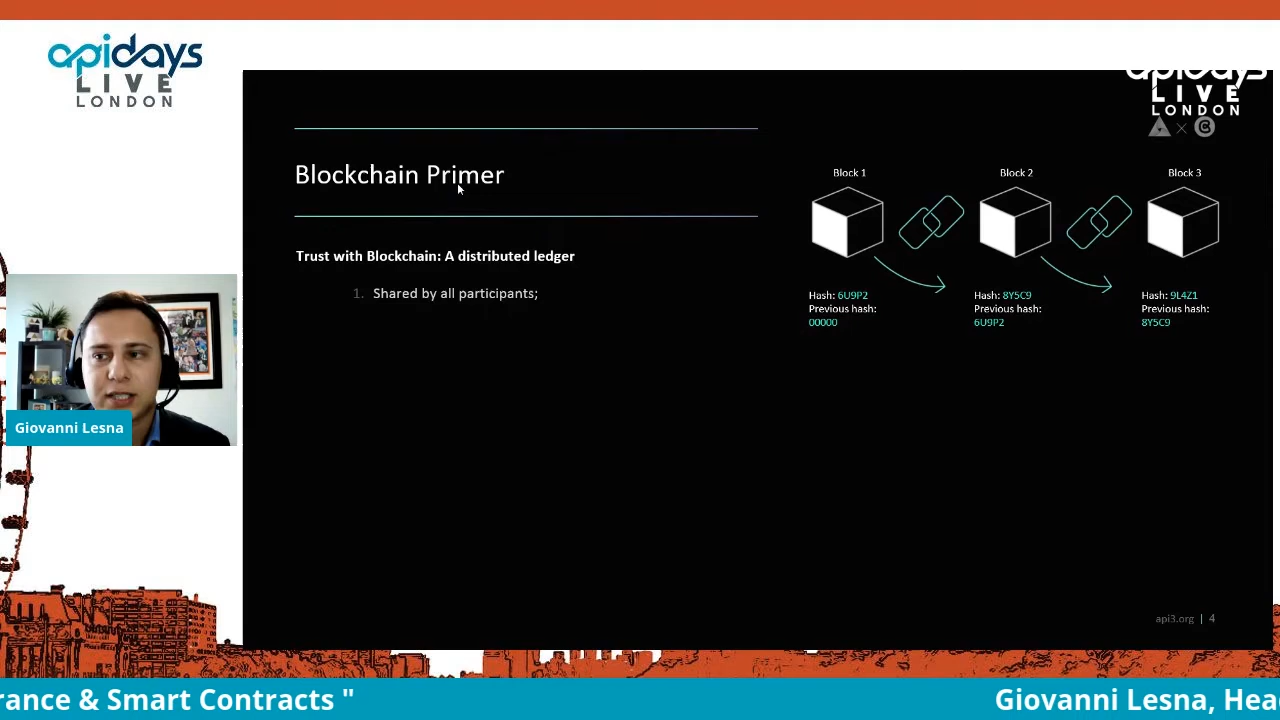 apidays
LIVE
LONDON
apidays
LIVE
LONDON
Blockchain Primer
Trust with Blockchain: A distributed ledger
1. Shared by all participants;
Block 1
Block 2
Block 3
Hash: 6U9P2
Previous hash:
00000
Hash: 8Y5C9
Previous hash:
6U9P2
Hash: 9L4Z1
Previous hash:
8Y5C9
Giovanni Lesna
api3.org | 4
rance & Smart Contracts "
Giovanni Lesna, Hea